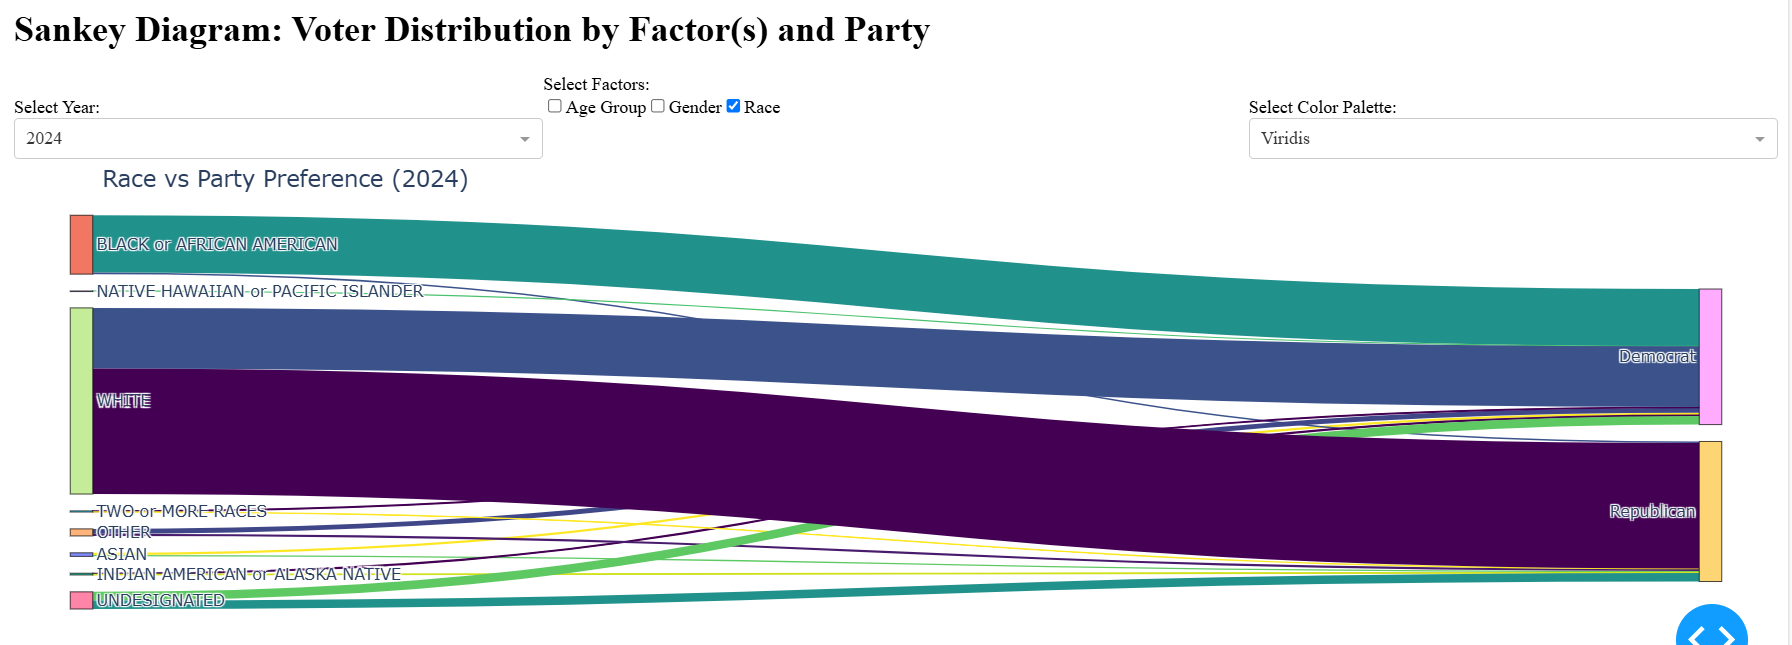 Sankey Diagram: Voter Distribution by Factor(s) and Party
Select Factors:
Select Year:
Age Group Gender Race
Select Color Palette:
2024
Viridis
Race vs Party Preference (2024)
BLACK or AFRICAN AMERICAN
NATIVE HAWAIIAN or PACIFIC ISLANDER
Democrat
WHITE
TWO or MORE RACES
Republican
OTHER
ASIAN
INDIAN AMERICAN or ALASKA NATIVE
UNDESIGNATED